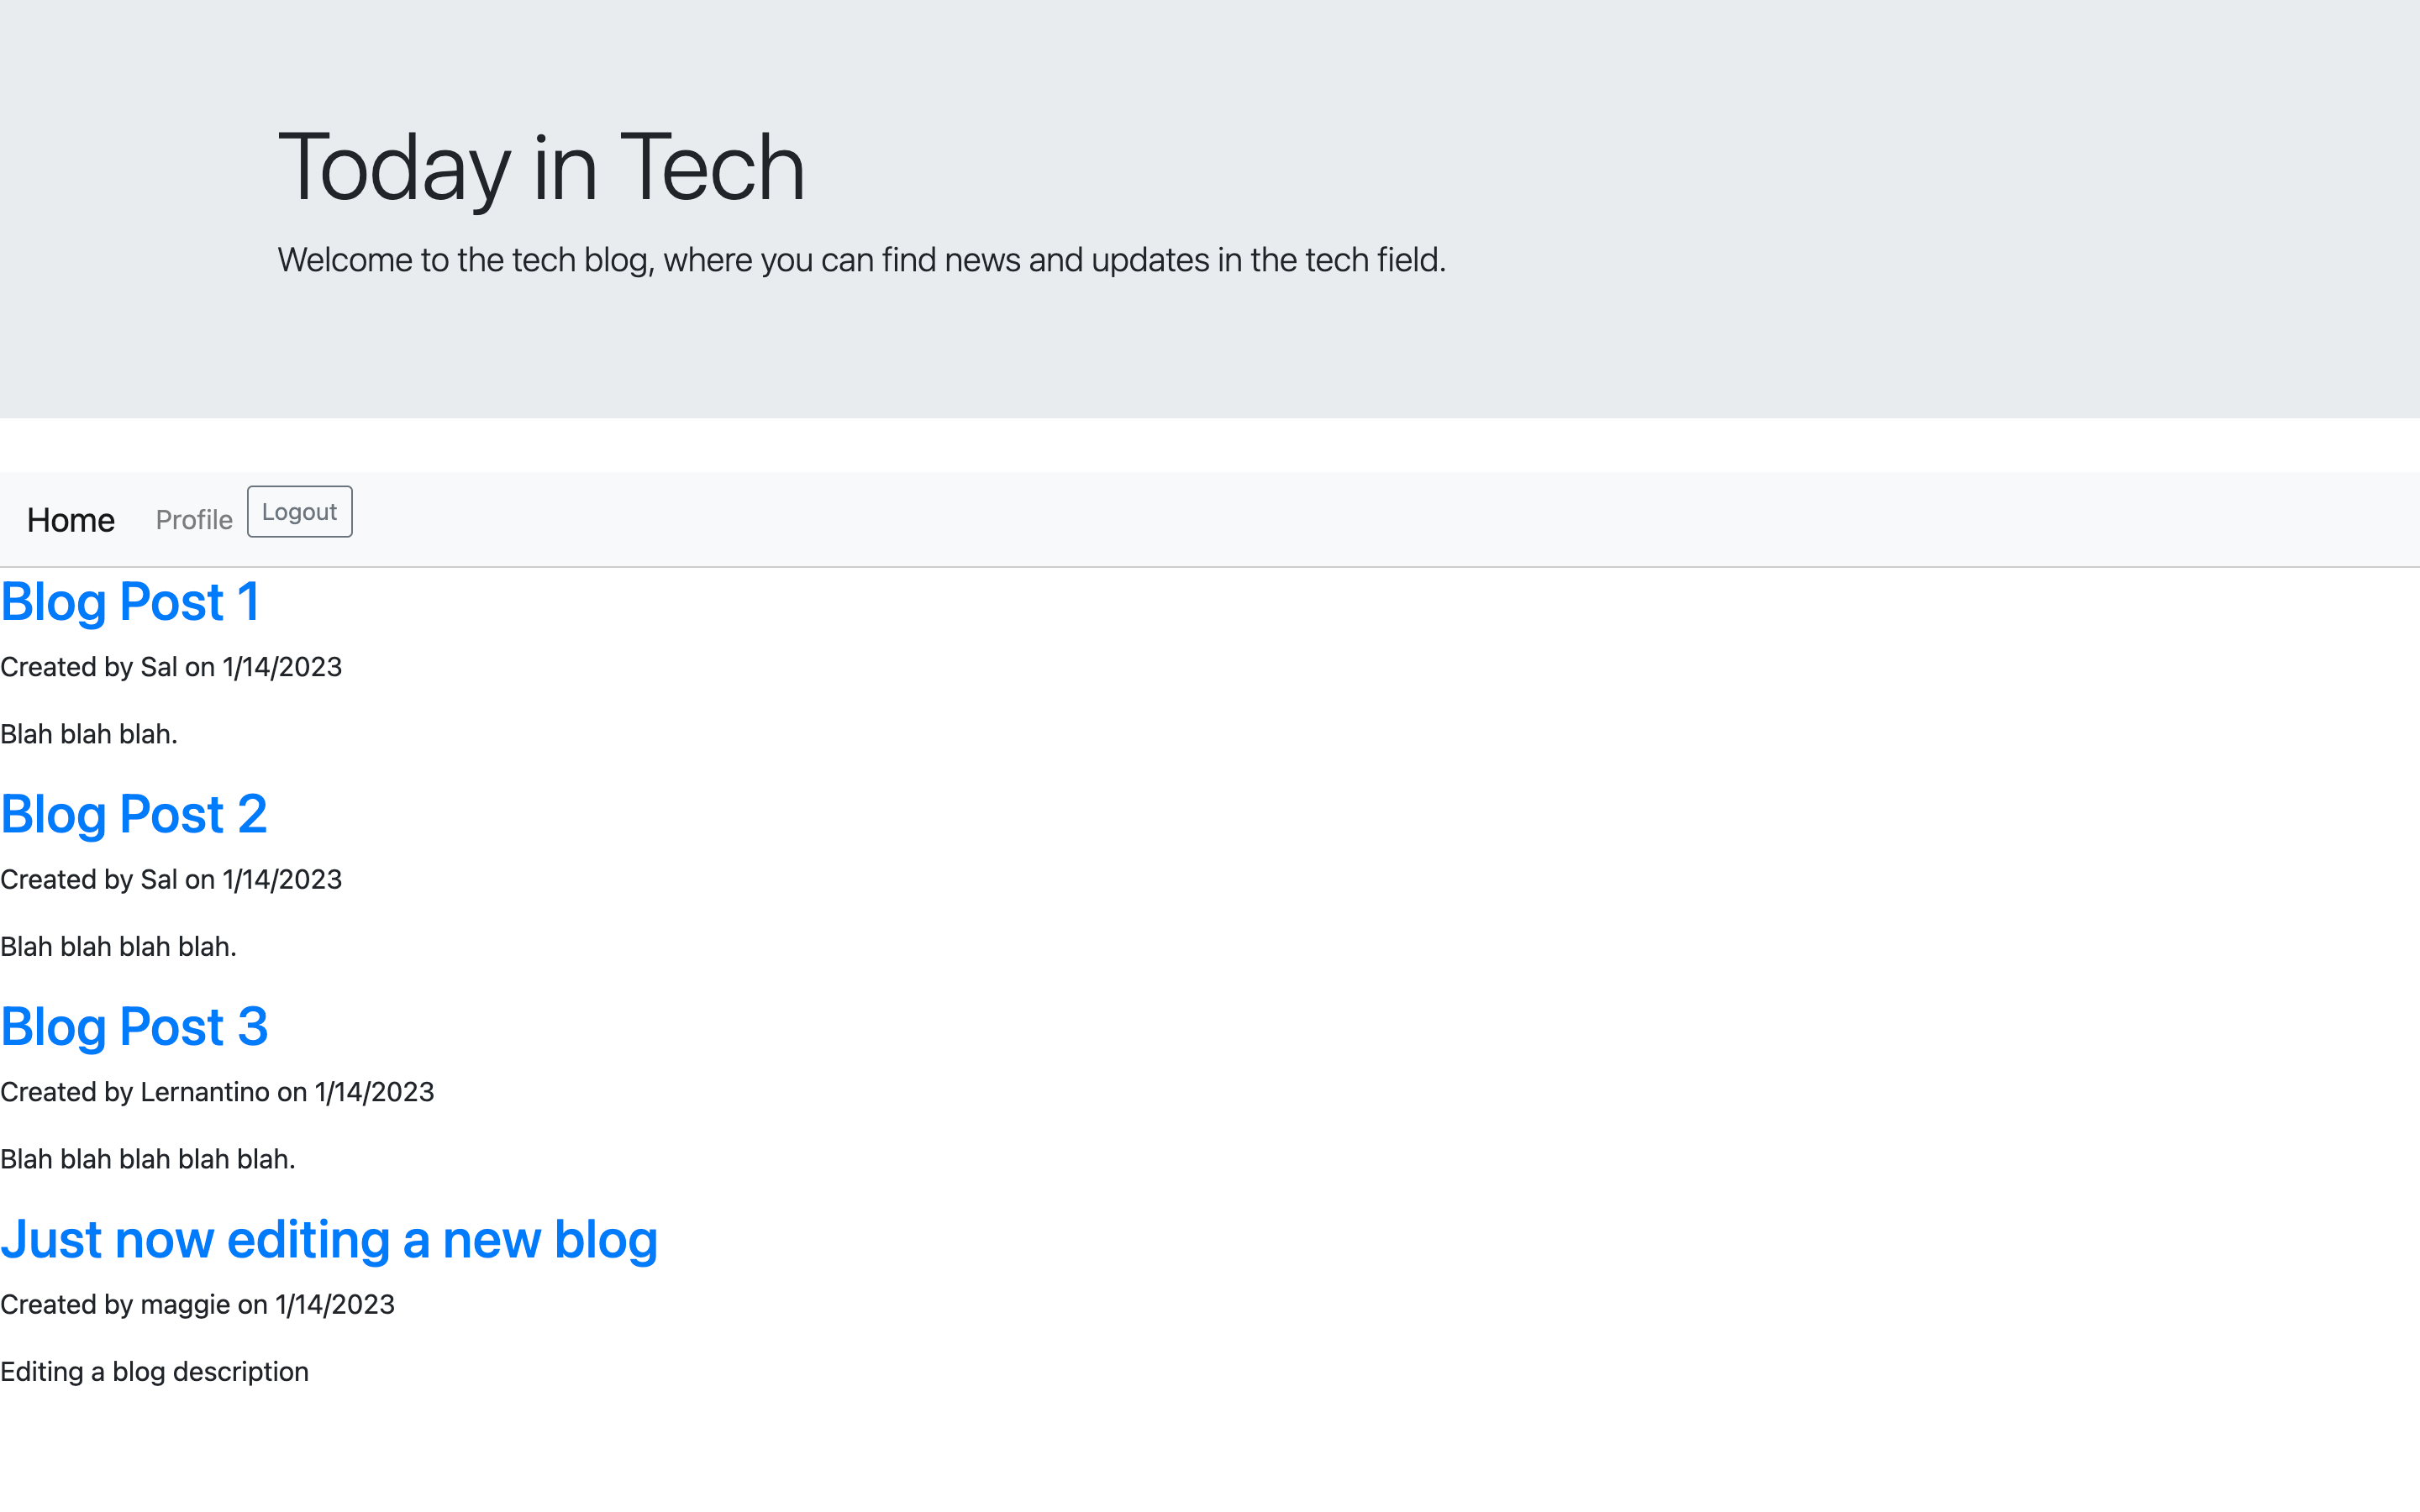 Today in Tech
Welcome to the tech blog, where you can find news and updates in the tech field.
Home Profile Logout
Blog Post 1
Created by Sal on 1/14/2023
Blah blah blah.
Blog Post 2
Created by Sal on 1/14/2023
Blah blah blah blah.
Blog Post 3
Created by Lernantino on 1/14/2023
Blah blah blah blah blah.
Just now editing a new blog
Created by maggie on 1/14/2023
Editing a blog description